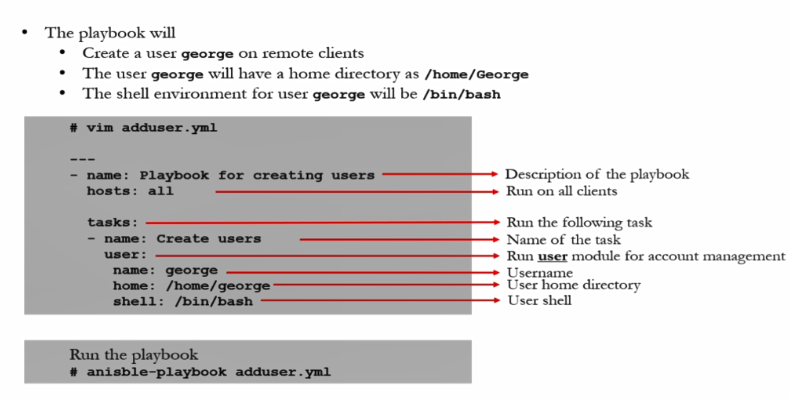 • The playbook will
• Create a user george on remote clients
• The user george will have a home directory as /home/George
• The shell environment for user george will be /bin/bash
# vim adduser.yml
---
- name: Playbook for creating users Description of the playbook
hosts: all Run on all clients
tasks: Run the following task
- name: Create users Name of the task
user: Run user module for account management
name: george Username
home: /home/george User home directory
shell: /bin/bash User shell
Run the playbook
# anisble-playbook adduser.yml